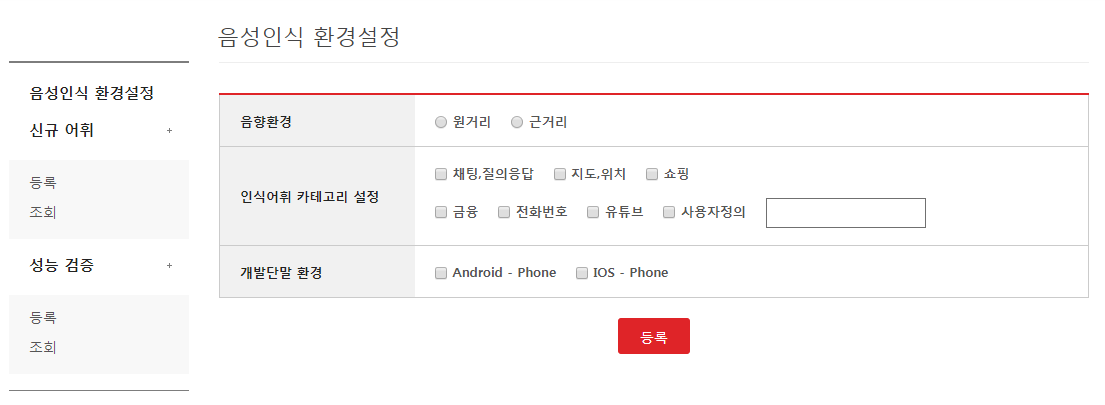 음성인식 환경설정
음성인식 환경설정
신규 어휘 +
등록
조회
성능 검증 +
등록
조회
음향환경 원거리 근거리
인식어휘 카테고리 설정
채팅,질의응답 지도,위치 쇼핑
금융 전화번호 유튜브 사용자정의
개발단말 환경 Android - Phone IOS - Phone
등록